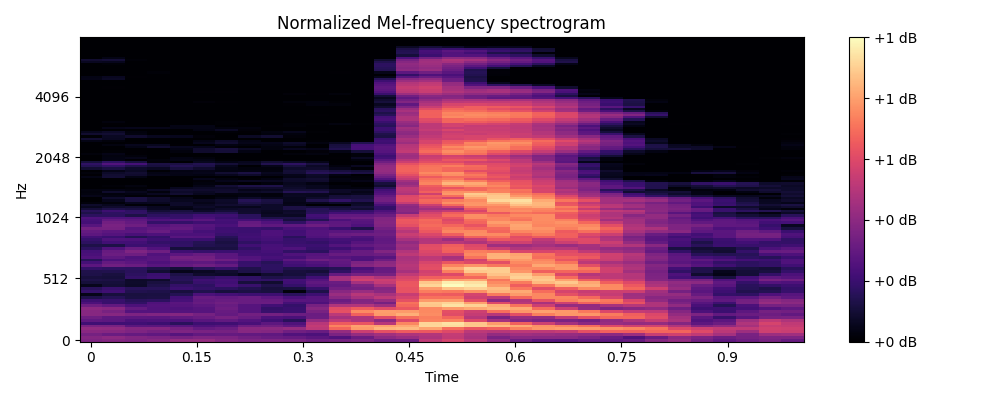 Normalized Mel-frequency spectrogram
Hz
4096
2048
1024
512
0
0
0.15
0.3
0.45
0.6
0.75
0.9
Time
+1 dB
+1 dB
+1 dB
+0 dB
+0 dB
+0 dB